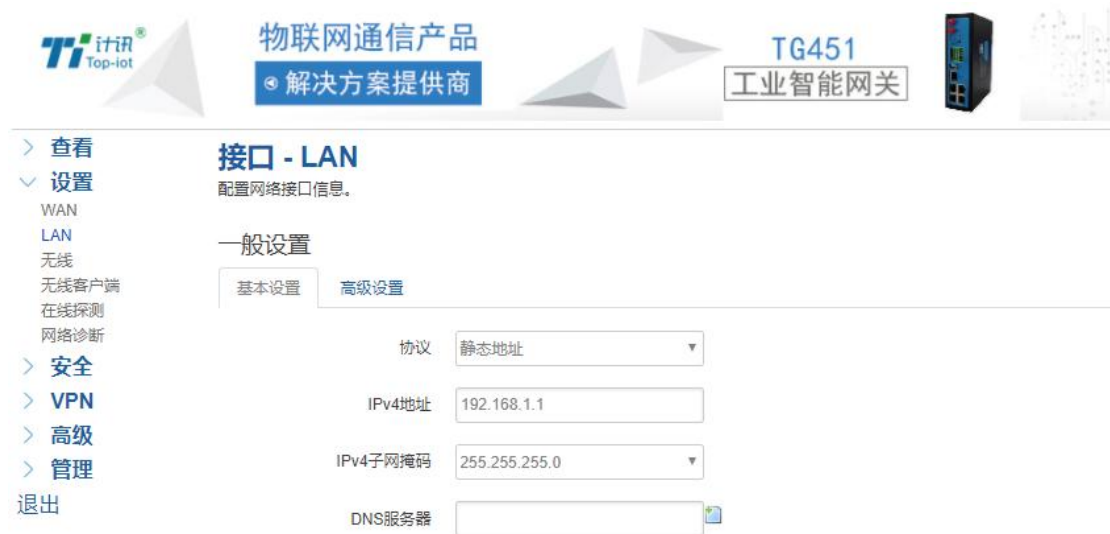 计讯®
Top-iot
物联网通信产品
解决方案提供商
TG451
工业智能网关
查看
设置
WAN
LAN
无线
无线客户端
在线探测
网络诊断
安全
VPN
高级
管理
退出
接口 - LAN
配置网络接口信息。
一般设置
基本设置 高级设置
协议 静态地址
IPv4地址 192.168.1.1
IPv4子网掩码 255.255.255.0
DNS服务器